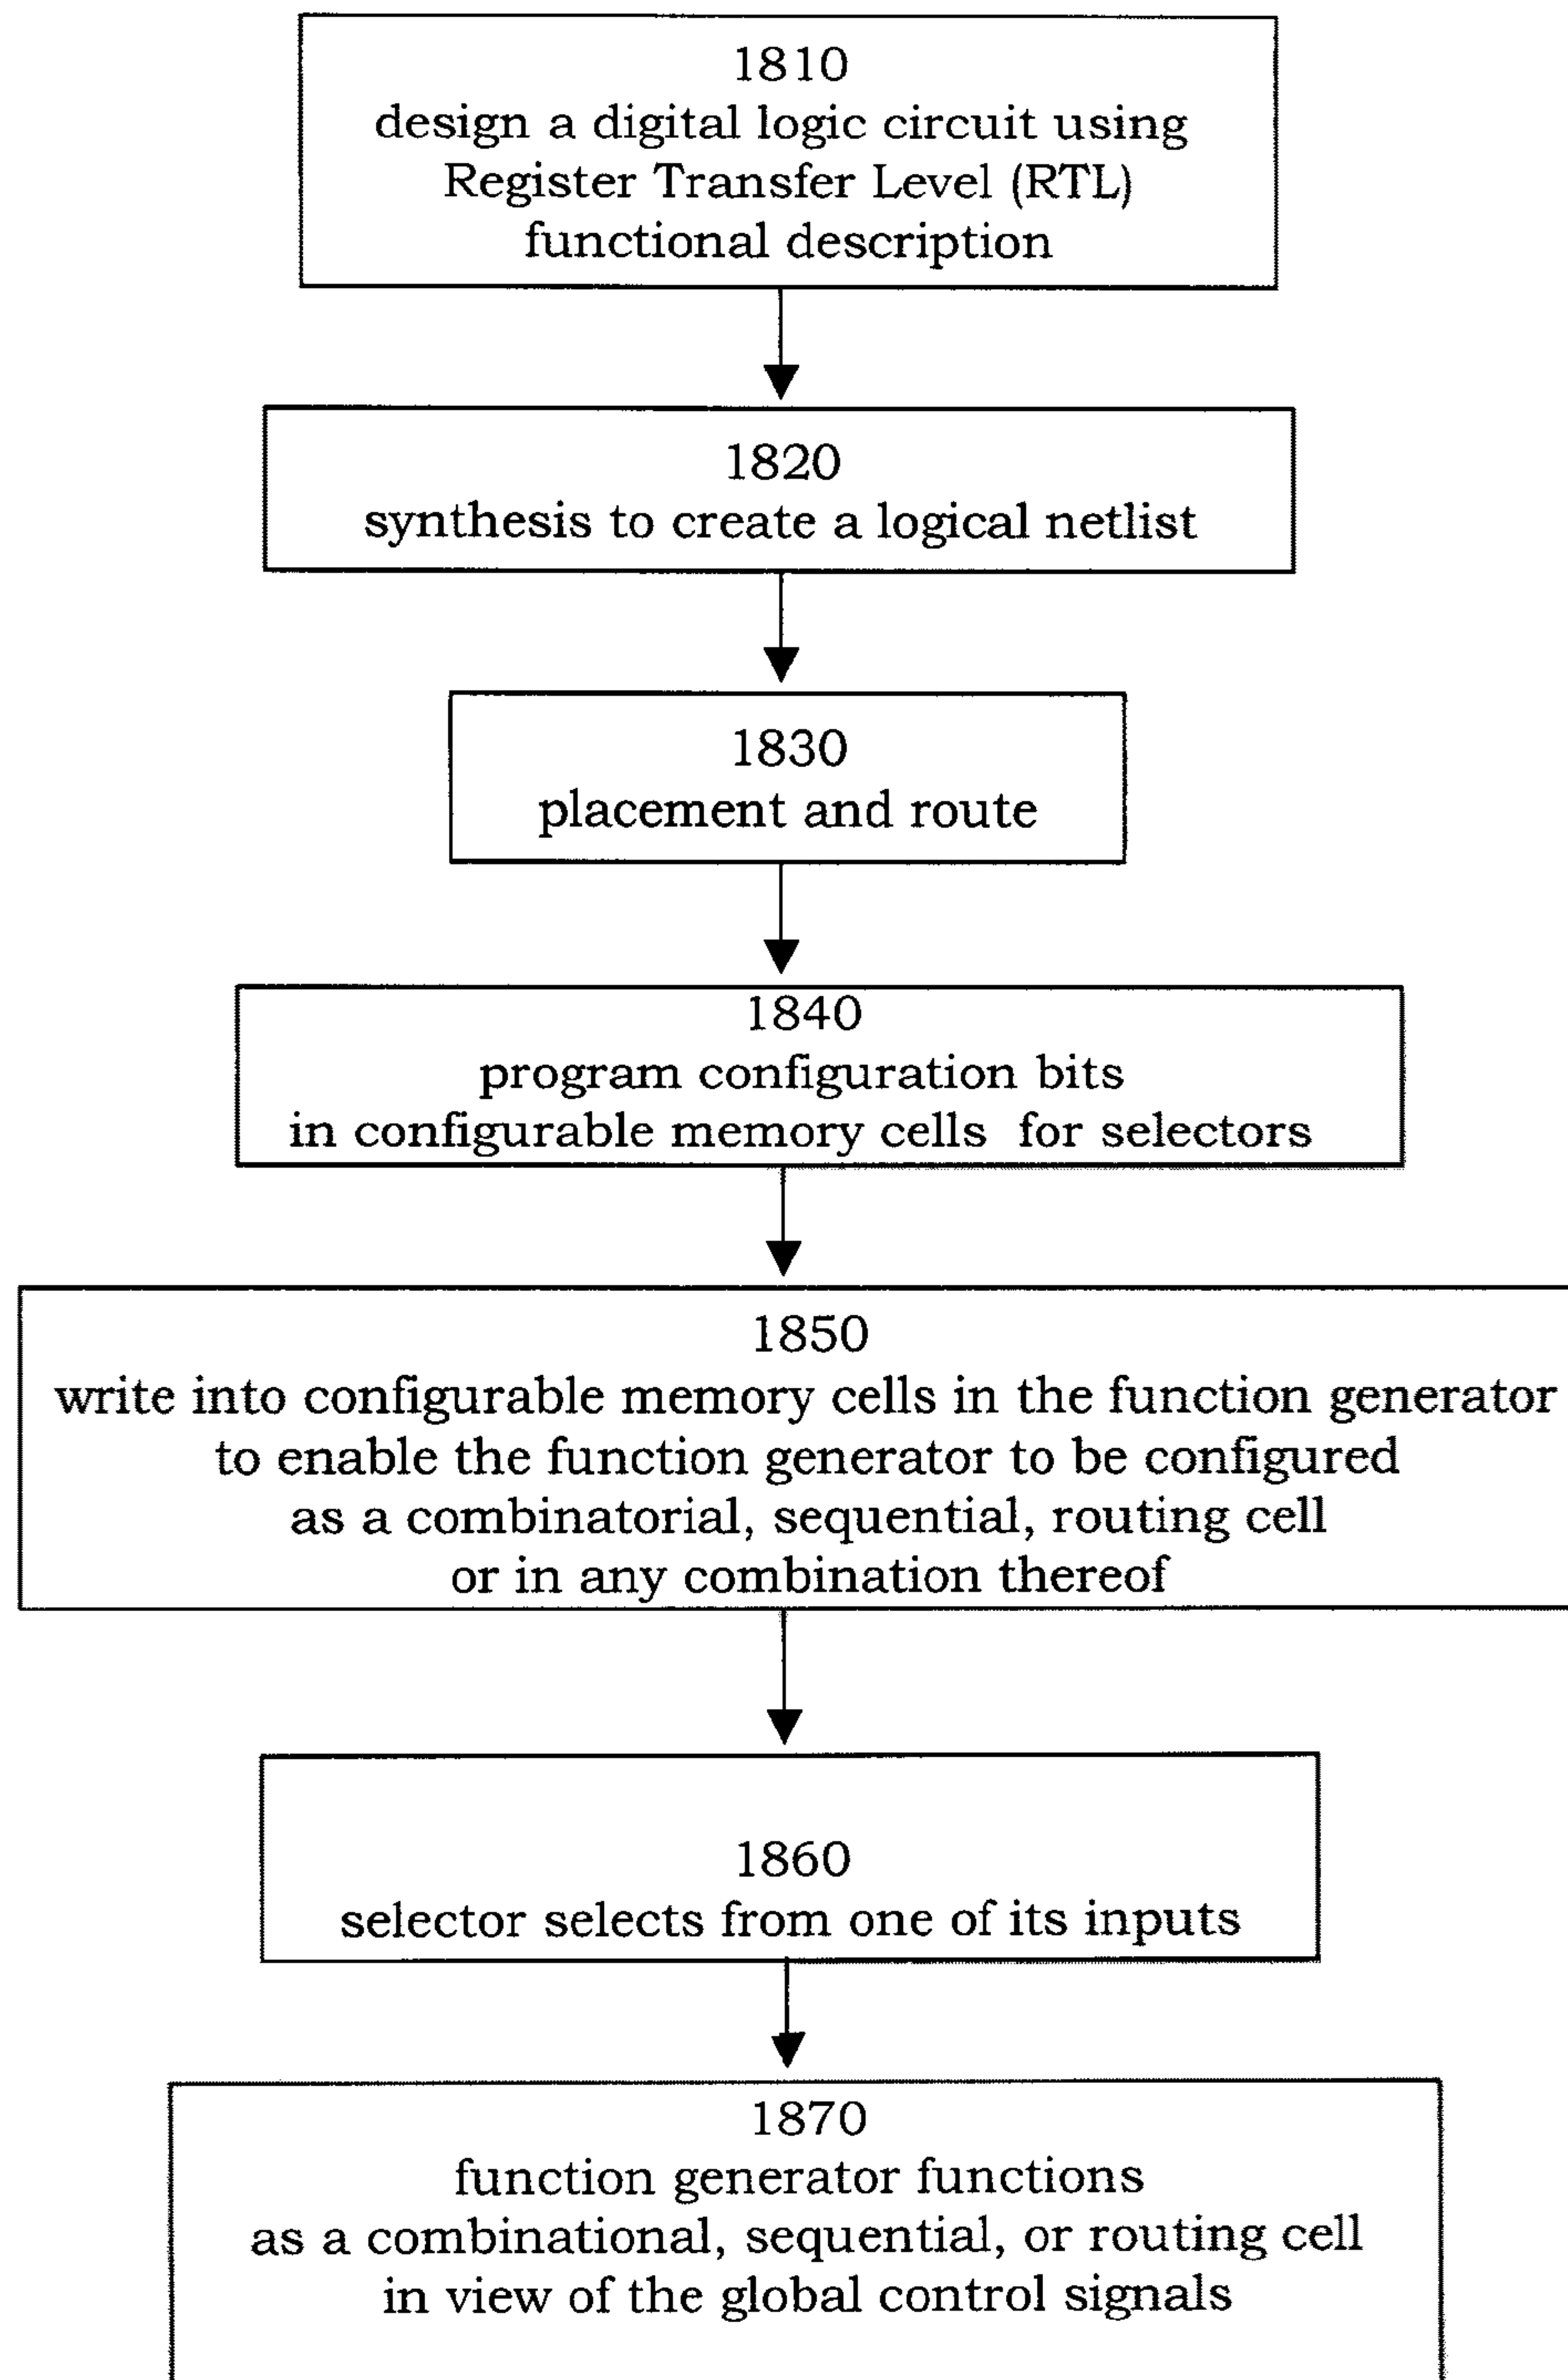 1810
design a digital logic circuit using
Register Transfer Level (RTL)
functional description
1820
synthesis to create a logical netlist
1830
placement and route
1840
program configuration bits
in configurable memory cells for selectors
1850
write into configurable memory cells in the function generator
to enable the function generator to be configured
as a combinatorial, sequential, routing cell
or in any combination thereof
1860
selector selects from one of its inputs
1870
function generator functions
as a combinational, sequential, or routing cell
in view of the global control signals